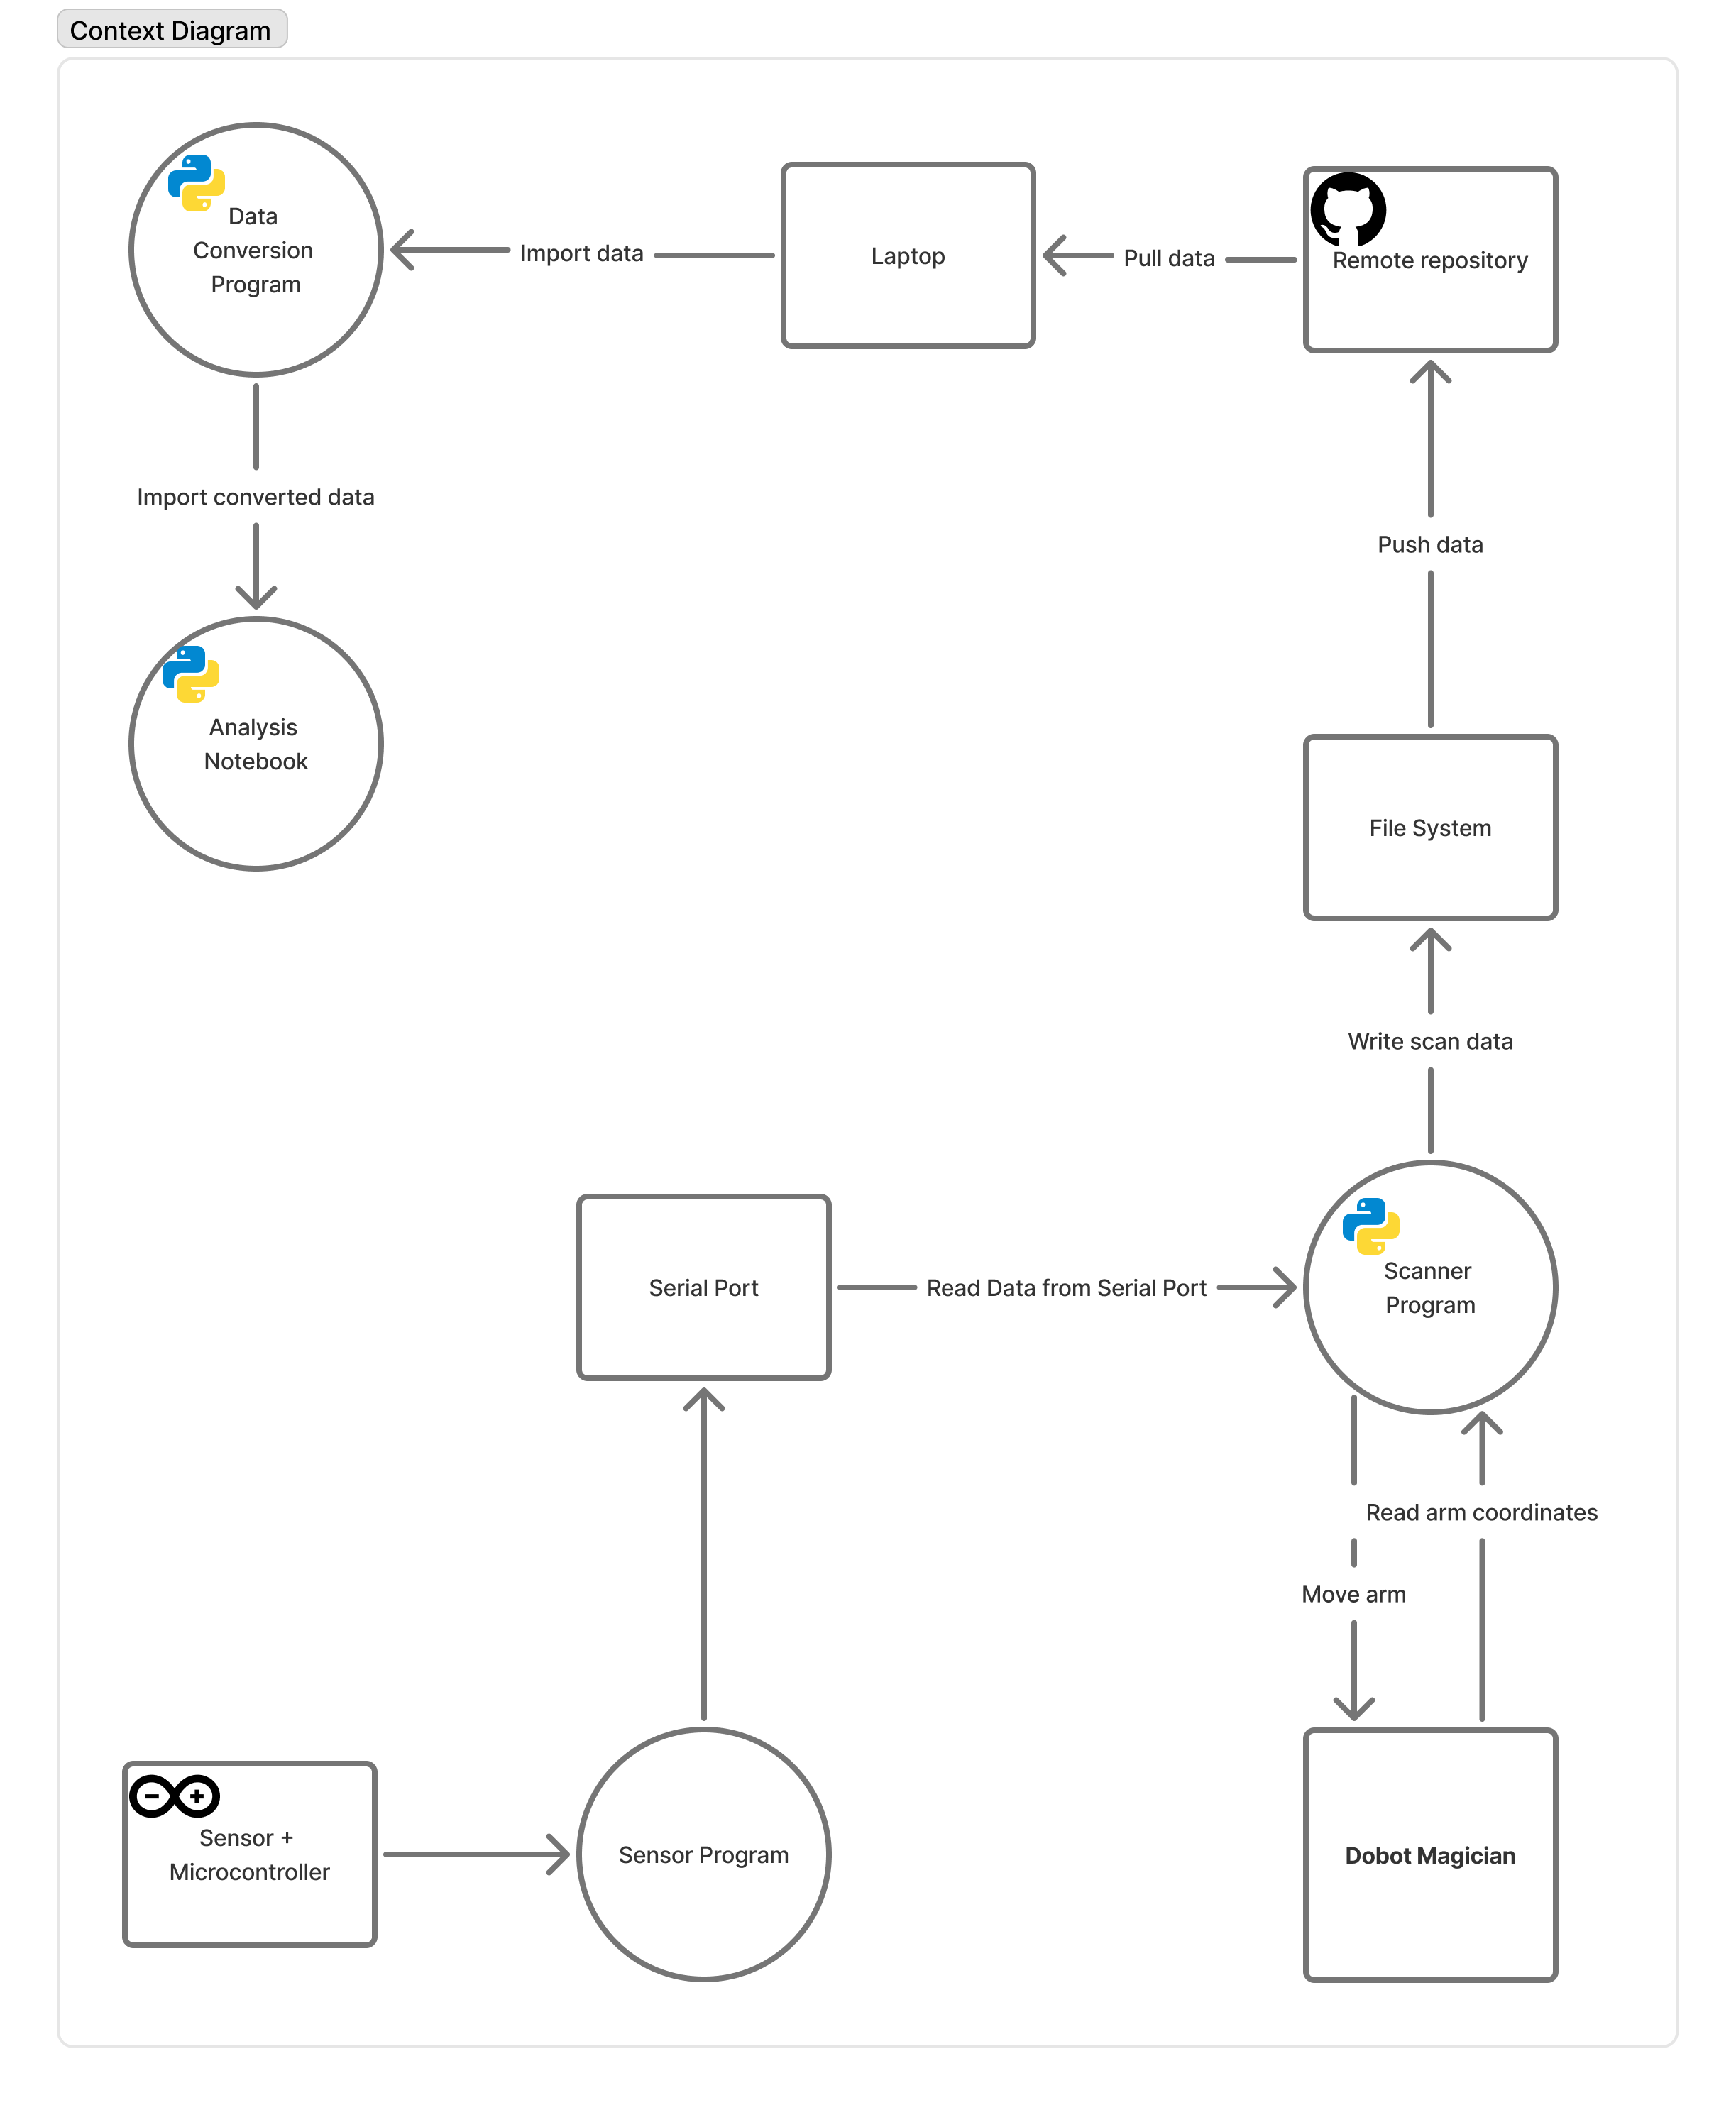 Context Diagram
Data
Conversion
Program
Import data
Laptop
Pull data
Remote repository
Import converted data
Push data
Analysis
Notebook
File System
Write scan data
Serial Port
Read Data from Serial Port
Scanner
Program
Read arm coordinates
Move arm
Sensor +
Microcontroller
Sensor Program
Dobot Magician